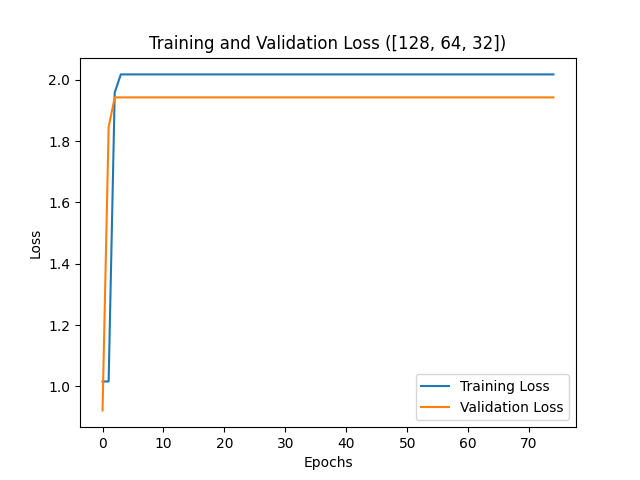 Training and Validation Loss ([128, 64, 32])
2.0
1.8
1.6
1.4
1.2
1.0
Loss
0 10 20 30 40 50 60 70
Epochs
Training Loss
Validation Loss